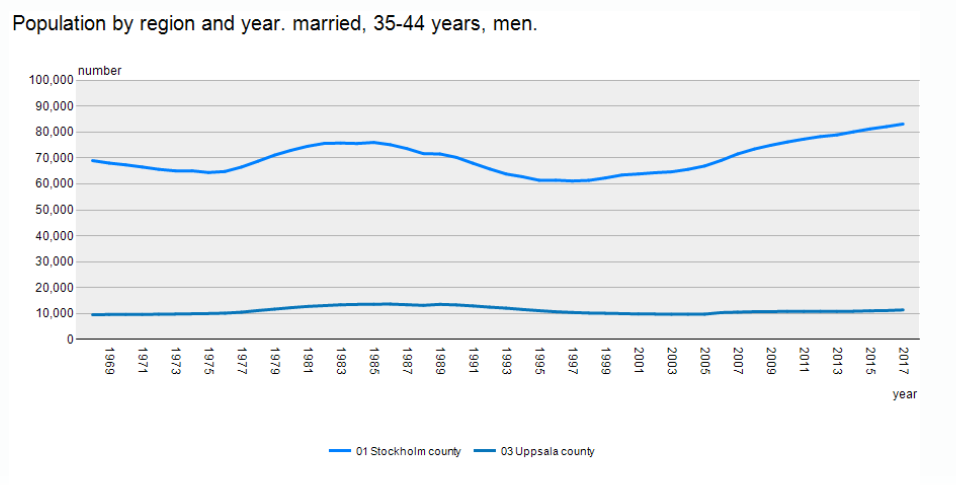 Population by region and year. married, 35-44 years, men.
number
100,000
90,000
80,000
70,000
60,000
50,000
40,000
30,000
20,000
10,000
0
1969 1971 1973 1975 1977 1979 1981 1983 1985 1987 1989 1991 1993 1995 1997 1999 2001 2003 2005 2007 2009 2011 2013 2015 2017
year
01 Stockholm county 03 Uppsala county